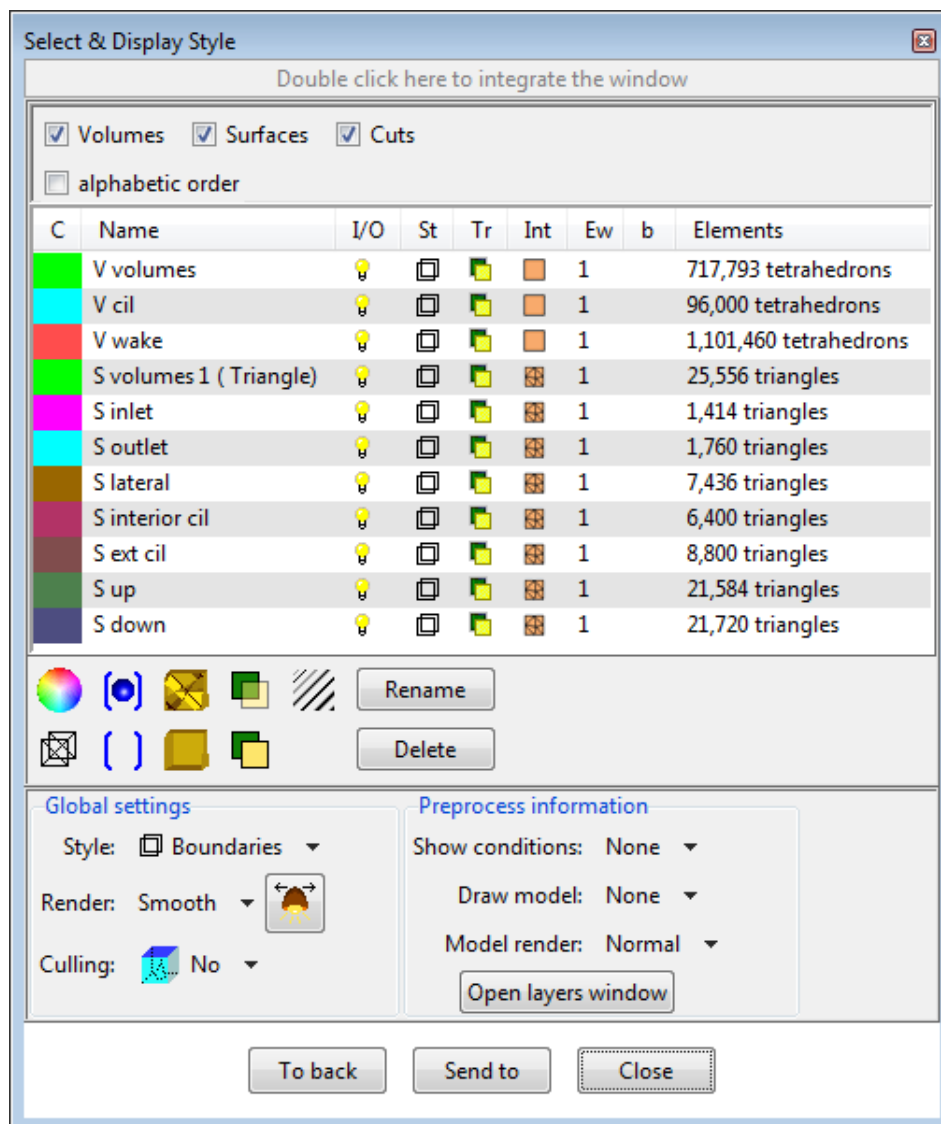 Select & Display Style
Double click here to integrate the window
Volumes Surfaces Cuts
alphabetic order
C Name I/O St Tr Int Ew b Elements
V volumes 1 717,793 tetrahedrons
V cil 1 96,000 tetrahedrons
V wake 1 1,101,460 tetrahedrons
S volumes 1 ( Triangle) 1 25,556 triangles
S inlet 1 1,414 triangles
S outlet 1 1,760 triangles
S lateral 1 7,436 triangles
S interior cil 1 6,400 triangles
S ext cil 1 8,800 triangles
S up 1 21,584 triangles
S down 1 21,720 triangles
Rename
Delete
Global settings
Style: Boundaries
Render: Smooth
Culling: No
Preprocess information
Show conditions: None
Draw model: None
Model render: Normal
Open layers window
To back Send to Close